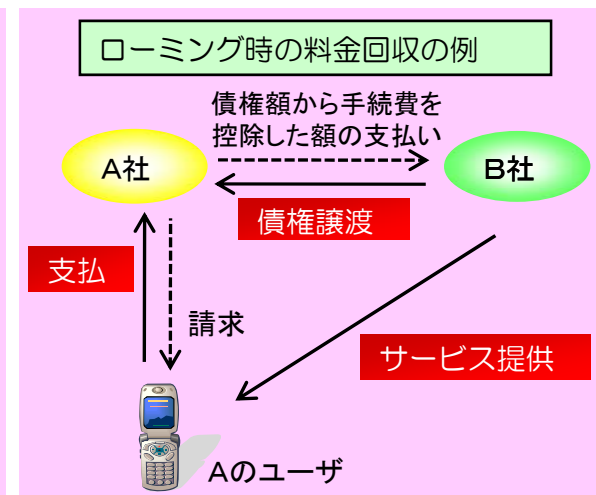 ローミング時の料金回収の例
債権額から手続費を
控除した額の支払い
A社
B社
債権譲渡
支払
請求
サービス提供
Aのユーザ